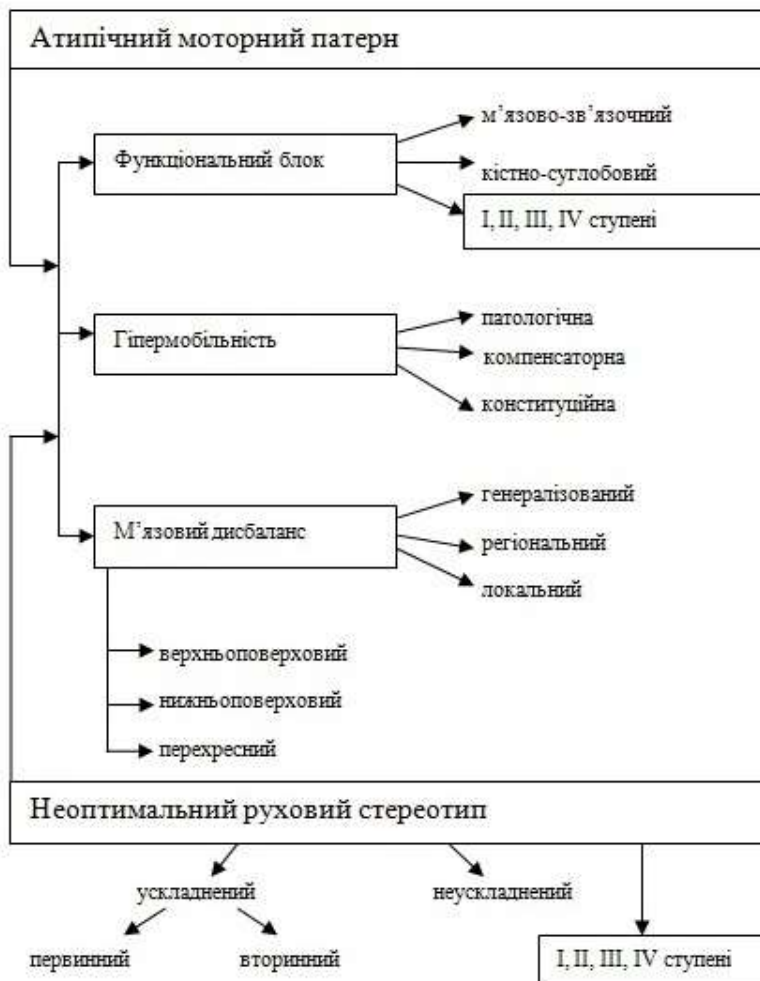 Атипічний моторний патерн
м’язово-зв’язочний
Функціональний блок
кістно-суглобовий
I, II, III, IV ступені
патологічна
Гіпермобільність
компенсаторна
конституційна
генералізований
М’язовий дисбаланс
регіональний
локальний
верхньоповерховий
нижньоповерховий
перехресний
Неоптимальний руховий стереотип
ускладнений
неускладнений
первинний
вторинний
I, II, III, IV ступені